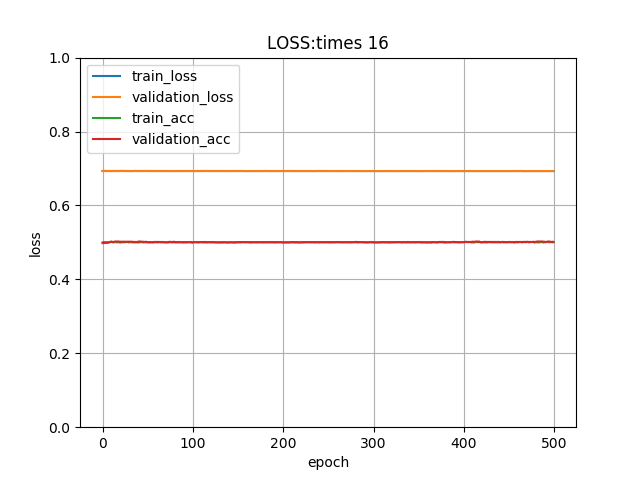 LOSS:times 16
1.0
0.8
0.6
0.4
0.2
0.0
loss
train_loss
validation_loss
train_acc
validation_acc
0 100 200 300 400 500
epoch